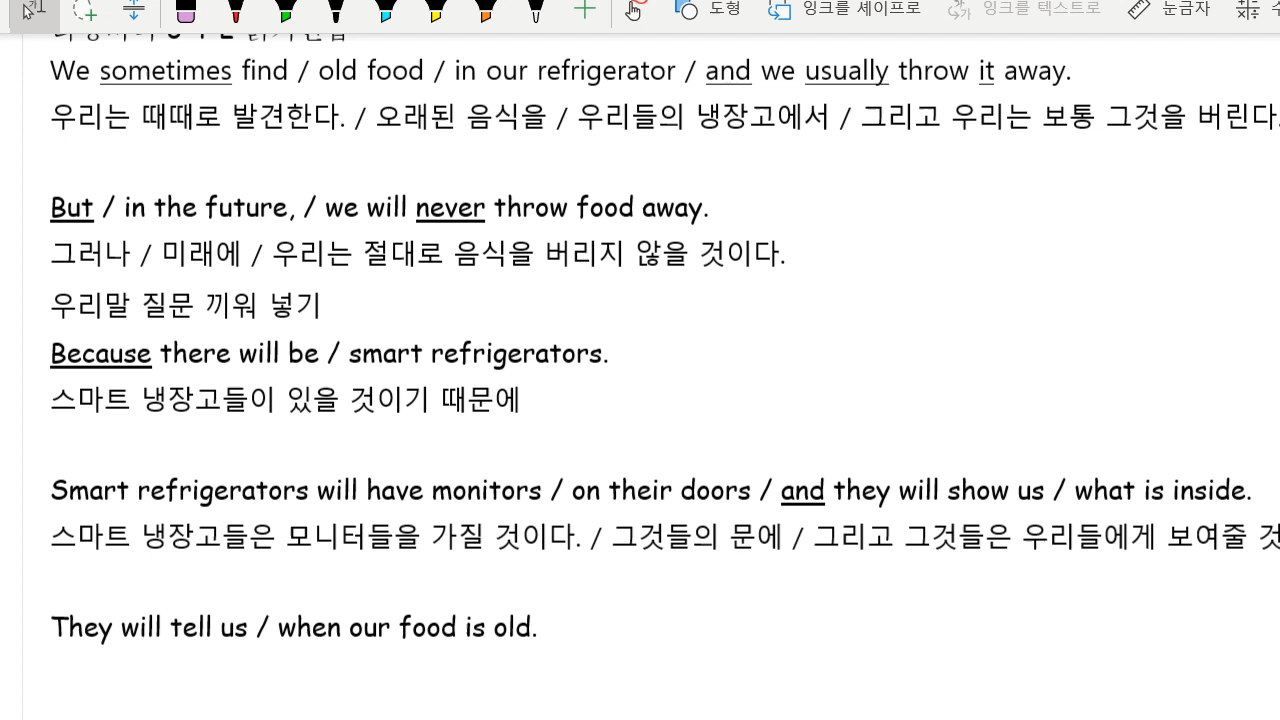 도형 잉크를 셰이프로 잉크를 텍스트로 눈금자
We sometimes find / old food / in our refrigerator / and we usually throw it away.
우리는 때때로 발견한다. / 오래된 음식을 / 우리들의 냉장고에서 / 그리고 우리는 보통 그것을 버린다.
But / in the future, / we will never throw food away.
그러나 / 미래에 / 우리는 절대로 음식을 버리지 않을 것이다.
우리말 질문 끼워 넣기
Because there will be / smart refrigerators.
스마트 냉장고들이 있을 것이기 때문에
Smart refrigerators will have monitors / on their doors / and they will show us / what is inside.
스마트 냉장고들은 모니터들을 가질 것이다. / 그것들의 문에 / 그리고 그것들은 우리들에게 보여줄 것
They will tell us / when our food is old.